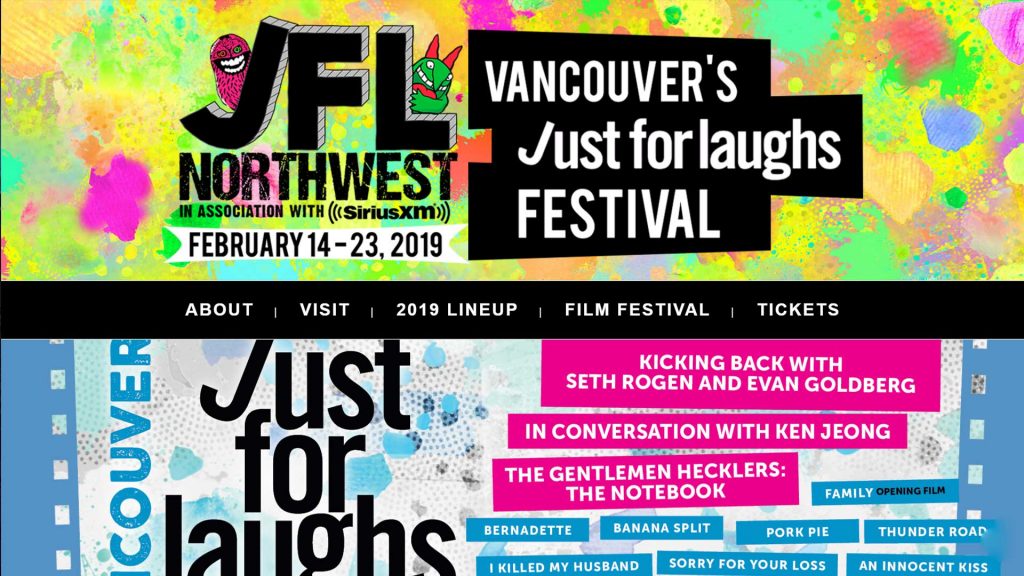 JFL
NORTHWEST
IN ASSOCIATION WITH ((SiriusXM))
FEBRUARY 14 – 23, 2019
VANCOUVER'S
Just for laughs
FESTIVAL
ABOUT | VISIT | 2019 LINEUP | FILM FESTIVAL | TICKETS
Just
for
laughs
KICKING BACK WITH
SETH ROGEN AND EVAN GOLDBERG
IN CONVERSATION WITH KEN JEONG
THE GENTLEMEN HECKLERS:
THE NOTEBOOK
FAMILY OPENING FILM
BERNADETTE
BANANA SPLIT
PORK PIE
THUNDER ROAD
I KILLED MY HUSBAND
SORRY FOR YOUR LOSS
AN INNOCENT KISS